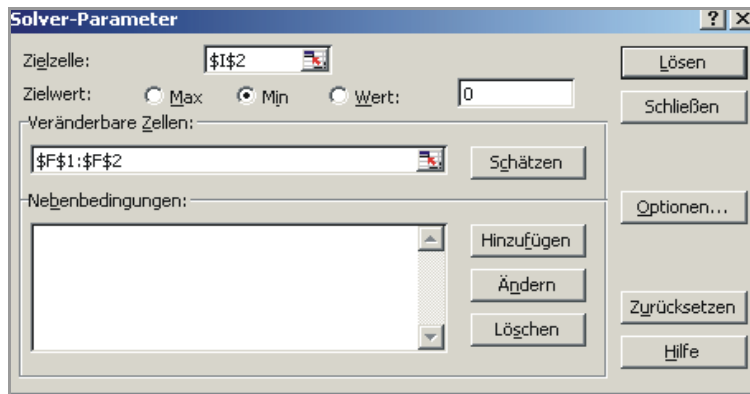 Solver-Parameter
Zielzelle: $I$2 Lösen
Zielwert: Max Min Wert: 0 Schließen
Veränderbare Zellen:
$F$1:$F$2 Schätzen
Nebenbedingungen: Optionen...
Hinzufügen
Ändern
Zurücksetzen
Löschen
Hilfe